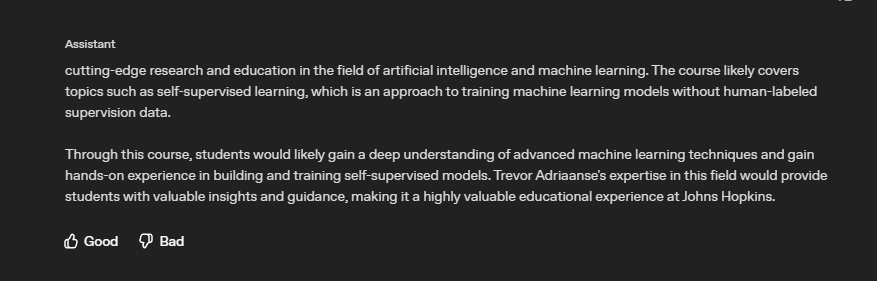 Assistant
cutting-edge research and education in the field of artificial intelligence and machine learning. The course likely covers
topics such as self-supervised learning, which is an approach to training machine learning models without human-labeled
supervision data.
Through this course, students would likely gain a deep understanding of advanced machine learning techniques and gain
hands-on experience in building and training self-supervised models. Trevor Adriaanse's expertise in this field would provide
students with valuable insights and guidance, making it a highly valuable educational experience at Johns Hopkins.
Good Bad